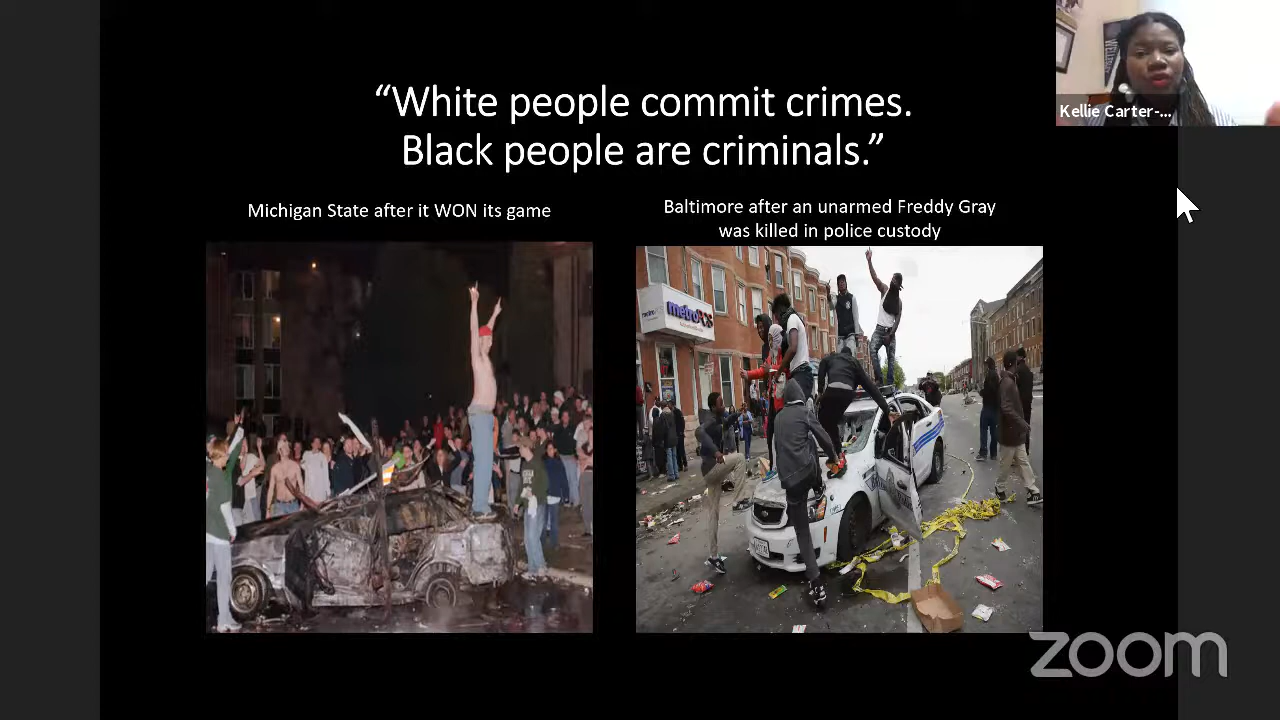 “White people commit crimes.
Black people are criminals.”
Kellie Carter-...
Michigan State after it WON its game
Baltimore after an unarmed Freddy Gray
was killed in police custody
metroPCS
zoom